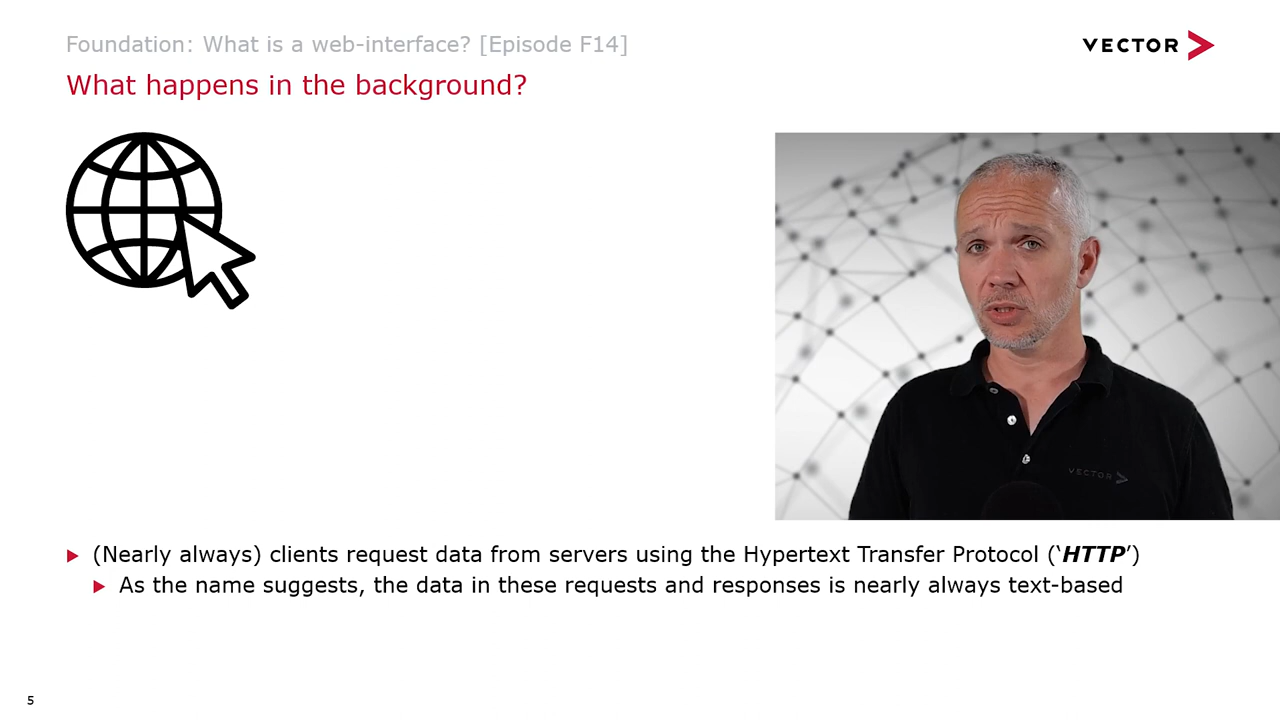 Foundation: What is a web-interface? [Episode F14]
VECTOR
What happens in the background?
VECTOR
(Nearly always) clients request data from servers using the Hypertext Transfer Protocol (‘HTTP’)
As the name suggests, the data in these requests and responses is nearly always text-based
5